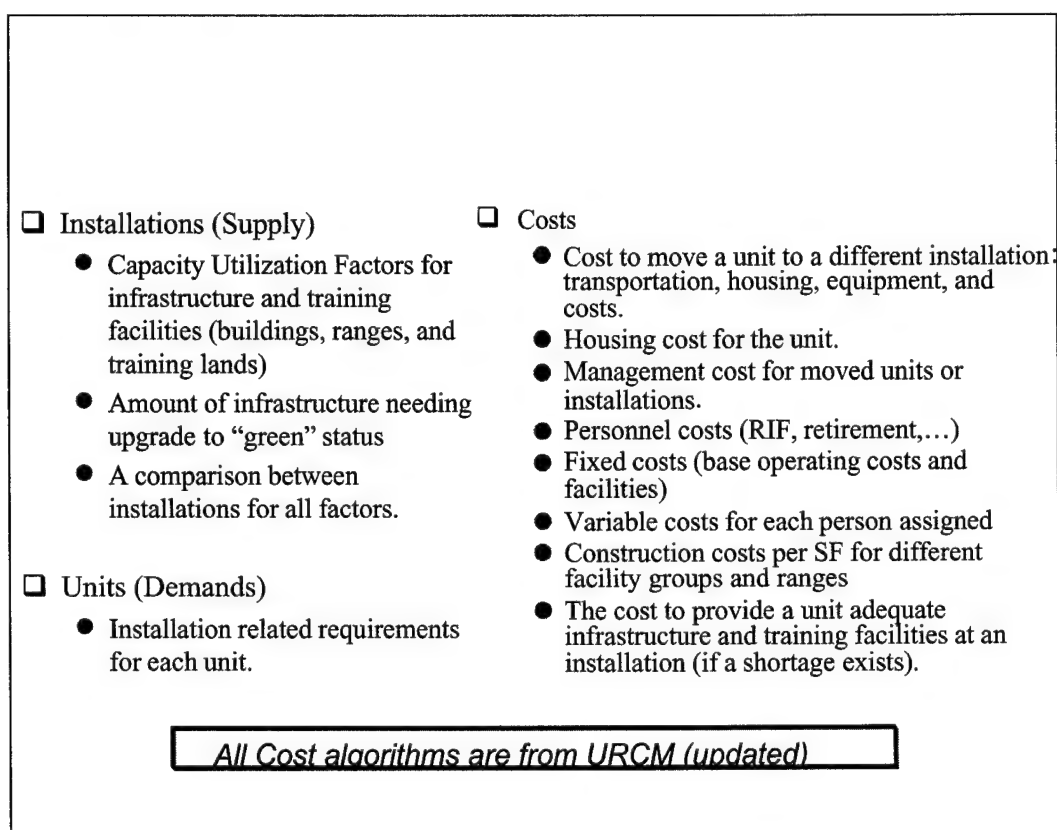 ❑ Installations (Supply)
● Capacity Utilization Factors for
infrastructure and training
facilities (buildings, ranges, and
training lands)
● Amount of infrastructure needing
upgrade to “green” status
● A comparison between
installations for all factors.
❑ Units (Demands)
● Installation related requirements
for each unit.
❑ Costs
● Cost to move a unit to a different installation:
transportation, housing, equipment, and
costs.
● Housing cost for the unit.
● Management cost for moved units or
installations.
● Personnel costs (RIF, retirement,…)
● Fixed costs (base operating costs and
facilities)
● Variable costs for each person assigned
● Construction costs per SF for different
facility groups and ranges
● The cost to provide a unit adequate
infrastructure and training facilities at an
installation (if a shortage exists).
All Cost algorithms are from URCM (updated)